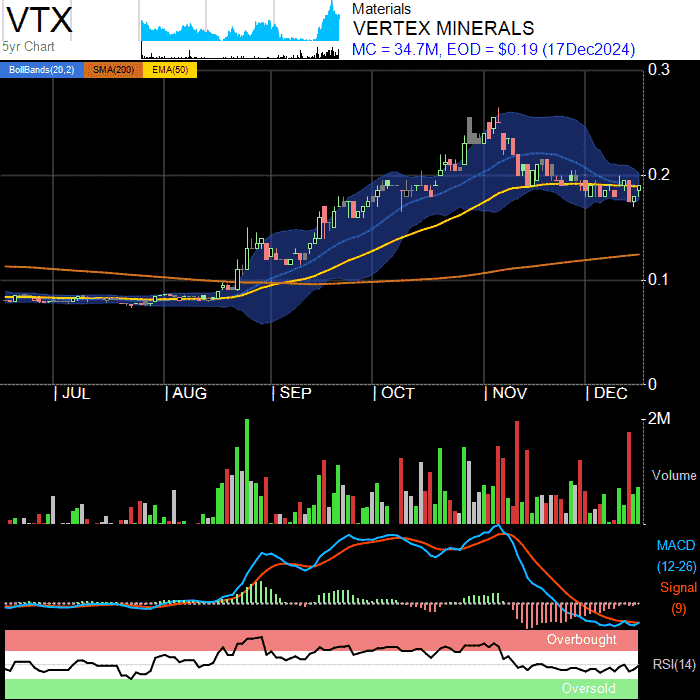 VTX
5yr Chart
Materials
VERTEX MINERALS
MC = 34.7M, EOD = $0.19 (17Dec2024)
BollBands(20,2) SMA(200) EMA(50)
0.3
0.2
0.1
0
JUL AUG SEP OCT NOV DEC
2M
Volume
MACD
(12-26)
Signal
(9)
Overbought
RSI(14)
Oversold